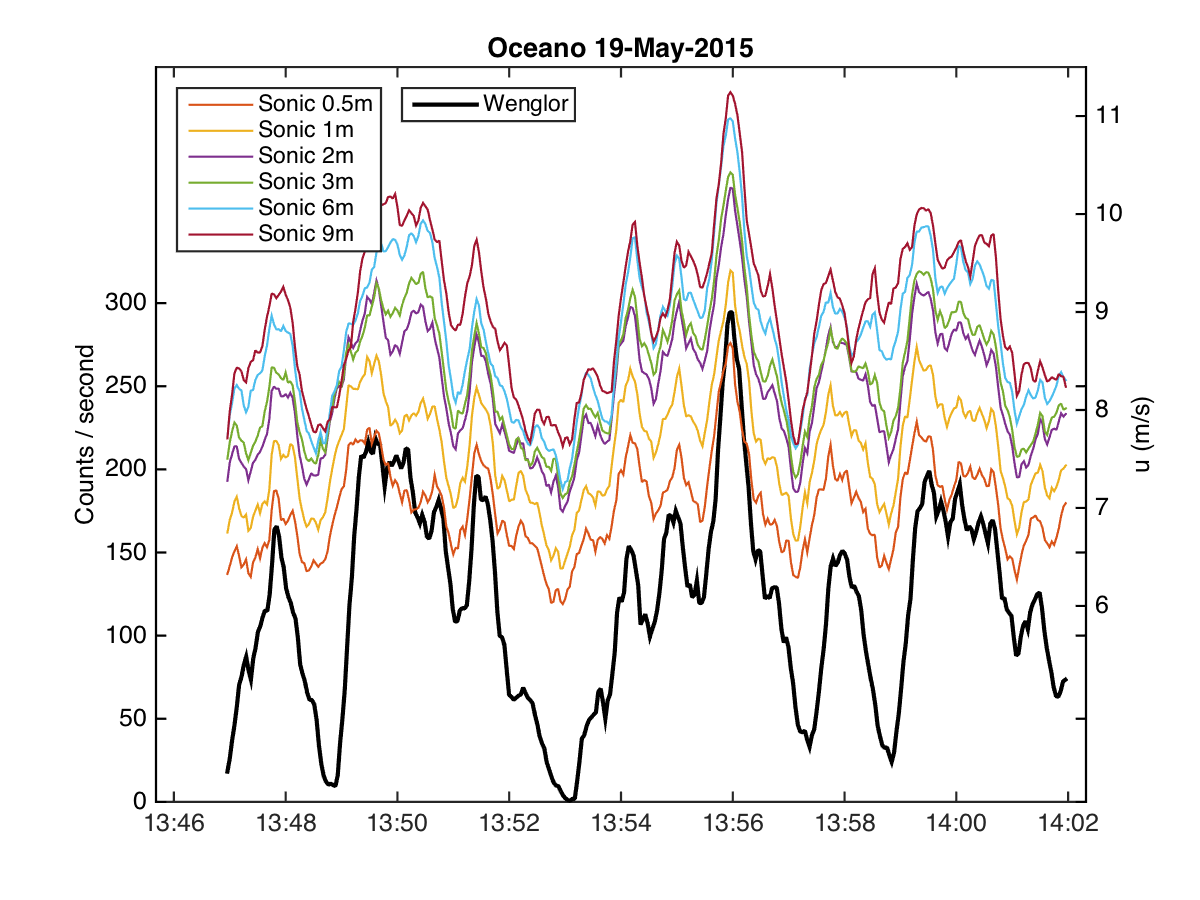 Oceano 19-May-2015
Sonic 0.5m
Sonic 1m
Sonic 2m
Sonic 3m
Sonic 6m
Sonic 9m
Wenglor
Counts / second
300
250
200
150
100
50
0
11
10
9
8
7
6
u (m/s)
13:46 13:48 13:50 13:52 13:54 13:56 13:58 14:00 14:02